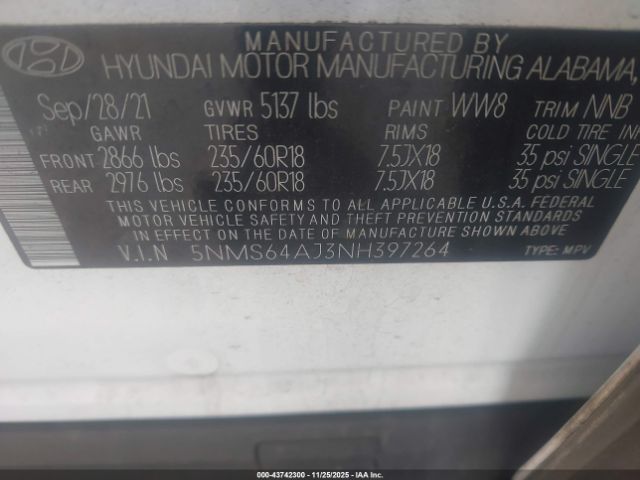 MANUFACTURED BY
HYUNDAI MOTOR MANUFACTURING ALABAMA,
Sep/28/21 GVWR 5137 lbs PAINT WW8 TRIM NNB
GAWR TIRES RIMS COLD TIRE IN
FRONT 2866 lbs 235/60R18 7.5JX18 35 psi SINGLE
REAR 2976 lbs 235/60R18 7.5JX18 35 psi SINGLE
THIS VEHICLE CONFORMS TO ALL APPLICABLE U.S.A. FEDERAL
MOTOR VEHICLE SAFETY AND THEFT PREVENTION STANDARDS
IN EFFECT ON THE DATE OF MANUFACTURE SHOWN ABOVE.
V.I.N 5NMS64AJ3NH397264 TYPE: MPV
000-43742300 - 11/25/2025 - IAAI.COM